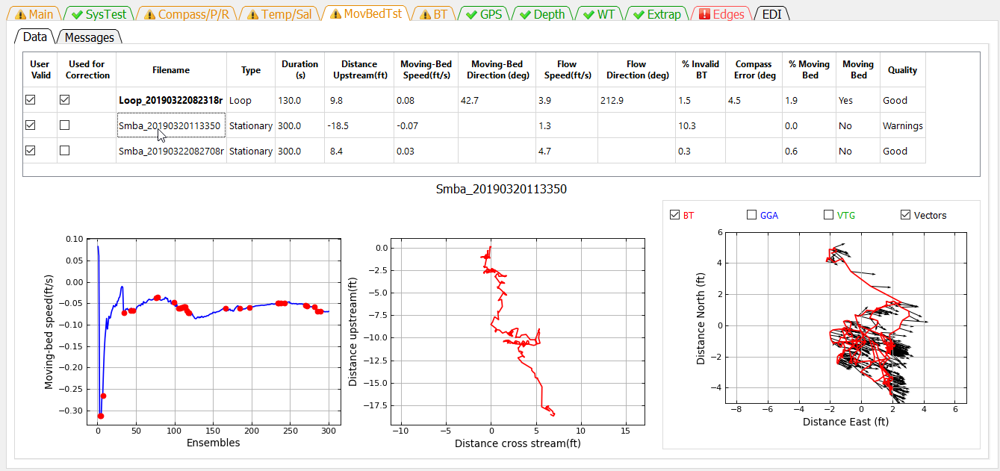 Main SysTest Compass/P/R Temp/Sal MovBedTst BT GPS Depth WT Extrap Edges EDI
Data Messages
User Valid Used for Correction Filename Type Duration (s) Distance Upstream(ft) Moving-Bed Speed(ft/s) Moving-Bed Direction (deg) Flow Speed(ft/s) Flow Direction (deg) % Invalid BT Compass Error (deg % Moving Bed Moving Bed Quality
Loop_20190322082318r Loop 130.0 9.8 0.08 42.7 3.9 212.9 1.5 4.5 1.9 Yes Good
Smba_20190320113350 Stationary 300.0 -18.5 -0.07 1.3 10.3 0.0 No Warnings
Smba_20190322082708r Stationary 300.0 8.4 0.03 4.7 0.3 0.6 No Good
Smba_20190320113350
BT GGA VTG Vectors
Moving-bed speed(ft/s)
0.10
0.05
0.00
−0.05
−0.10
−0.15
−0.20
−0.25
−0.30
0 50 100 150 200 250 300
Ensembles
Distance upstream(ft)
0.0
−2.5
−5.0
−7.5
−10.0
−12.5
−15.0
−17.5
−10 −5 0 5 10 15
Distance cross stream(ft)
Distance North (ft)
6
4
2
0
−2
−4
−8 −6 −4 −2 0 2 4 6
Distance East (ft)